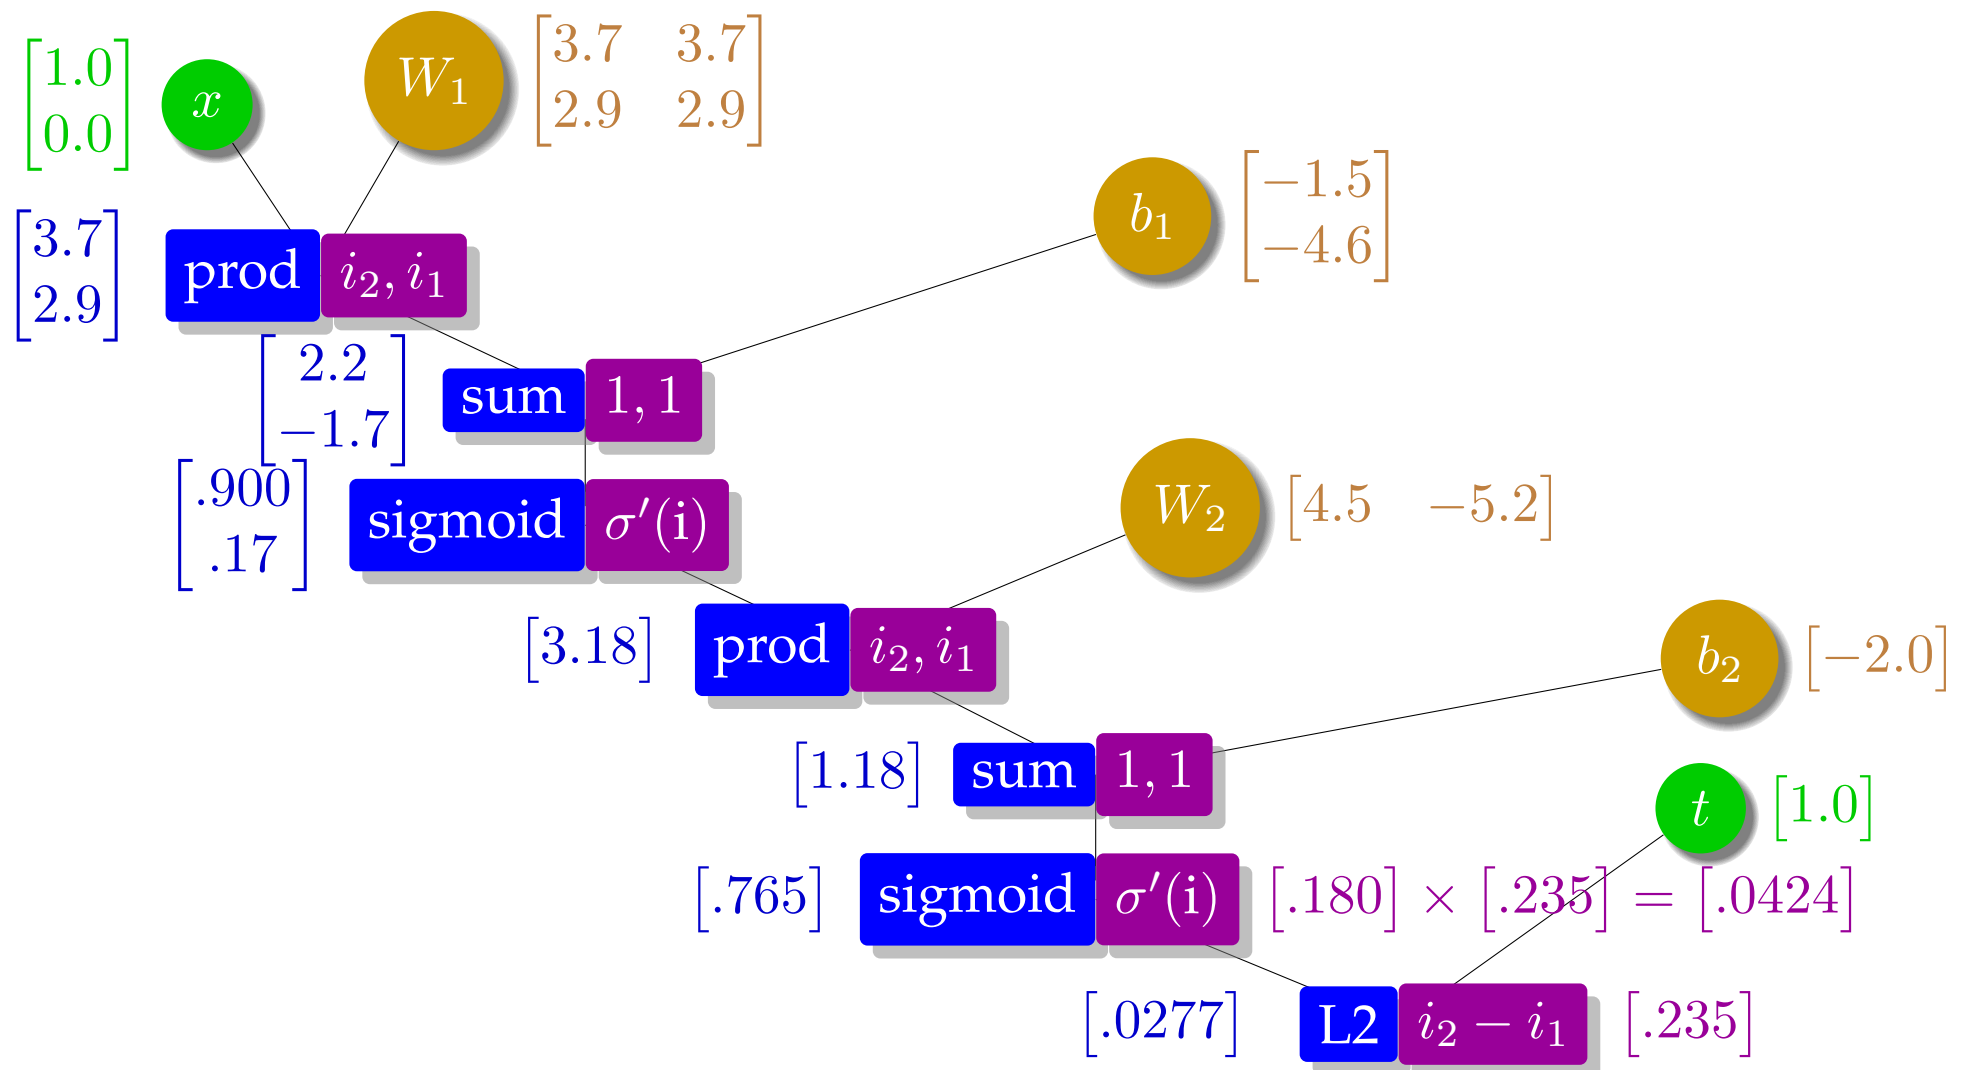 [1.0
0.0]
x
W₁
[3.7 3.7
2.9 2.9]
b₁
[−1.5
−4.6]
[3.7
2.9]
prod
i₂, i₁
[2.2
−1.7]
sum
1, 1
[.900
.17]
sigmoid
σ′(i)
W₂
[4.5 −5.2]
[3.18]
prod
i₂, i₁
b₂
[−2.0]
[1.18]
sum
1, 1
t
[1.0]
[.765]
sigmoid
σ′(i)
[.180] × [.235] = [.0424]
[.0277]
L2
i₂ − i₁
[.235]